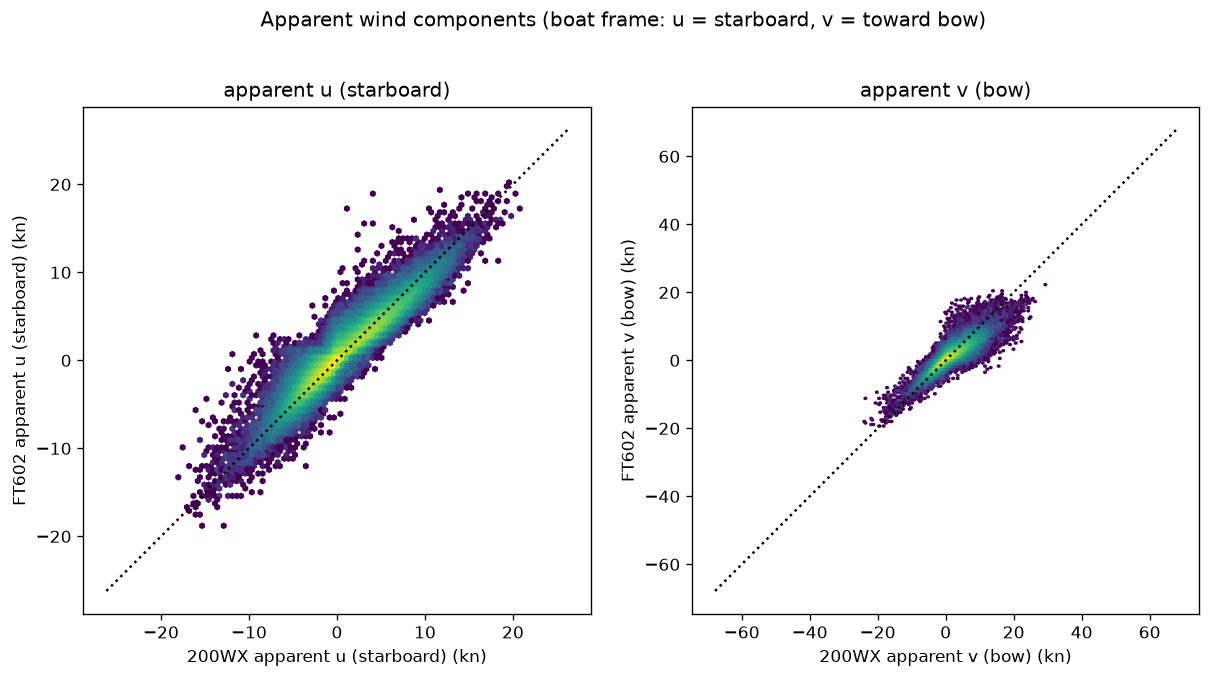 Apparent wind components (boat frame: u = starboard, v = toward bow)
apparent u (starboard)
FT602 apparent u (starboard) (kn)
20
10
0
−10
−20
−20 −10 0 10 20
200WX apparent u (starboard) (kn)
apparent v (bow)
FT602 apparent v (bow) (kn)
60
40
20
0
−20
−40
−60
−60 −40 −20 0 20 40 60
200WX apparent v (bow) (kn)